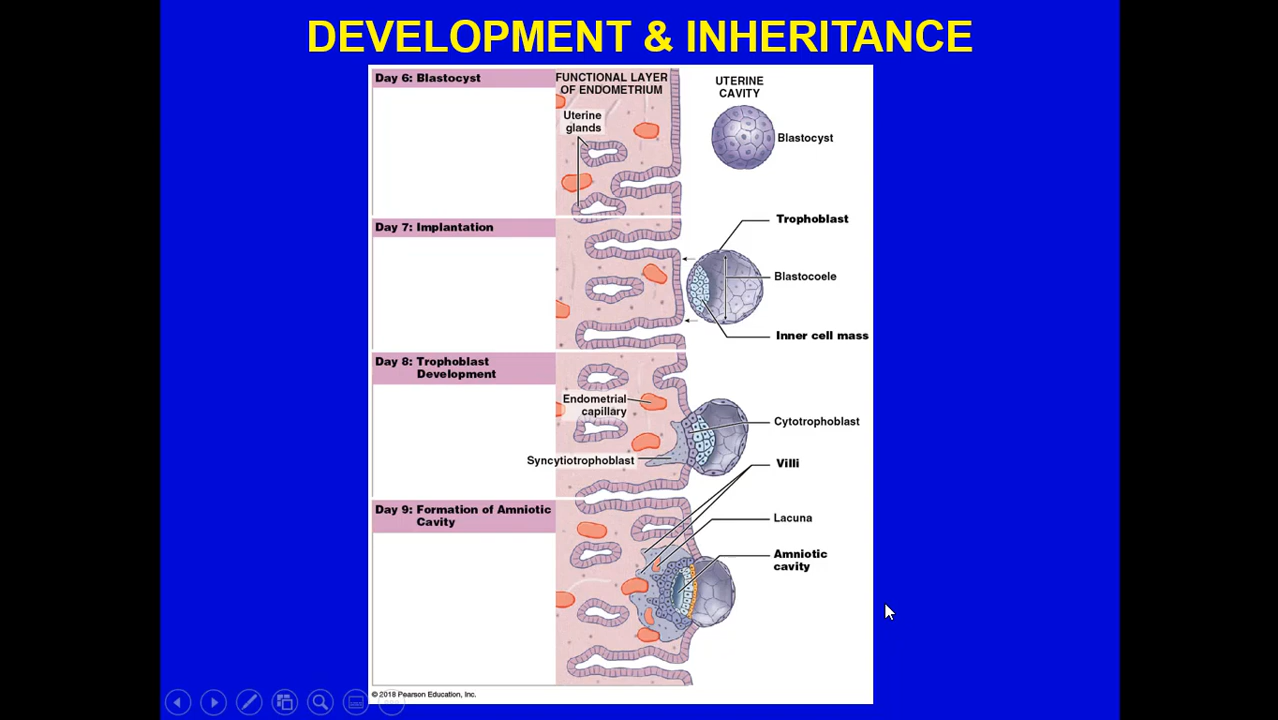 DEVELOPMENT & INHERITANCE
Day 6: Blastocyst
FUNCTIONAL LAYER
OF ENDOMETRIUM
UTERINE
CAVITY
Uterine
glands
Blastocyst
Day 7: Implantation
Trophoblast
Blastocoele
Inner cell mass
Day 8: Trophoblast
Development
Endometrial
capillary
Cytotrophoblast
Syncytiotrophoblast
Villi
Day 9: Formation of Amniotic
Cavity
Lacuna
Amniotic
cavity
© 2018 Pearson Education, Inc.